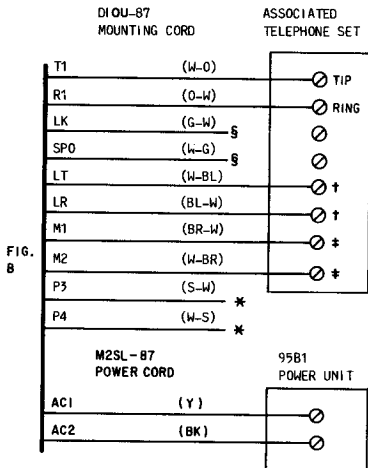 DIOU-87 ASSOCIATED
MOUNTING CORD TELEPHONE SET
T1 (W-O) TIP
R1 (O-W) RING
LK (G-W) §
SPO (W-G) §
LT (W-BL) †
LR (BL-W) †
M1 (BR-W) ‡
FIG.
8
M2 (W-BR) ‡
P3 (S-W) *
P4 (W-S) *
M2SL-87 95B1
POWER CORD POWER UNIT
AC1 (Y)
AC2 (BK)